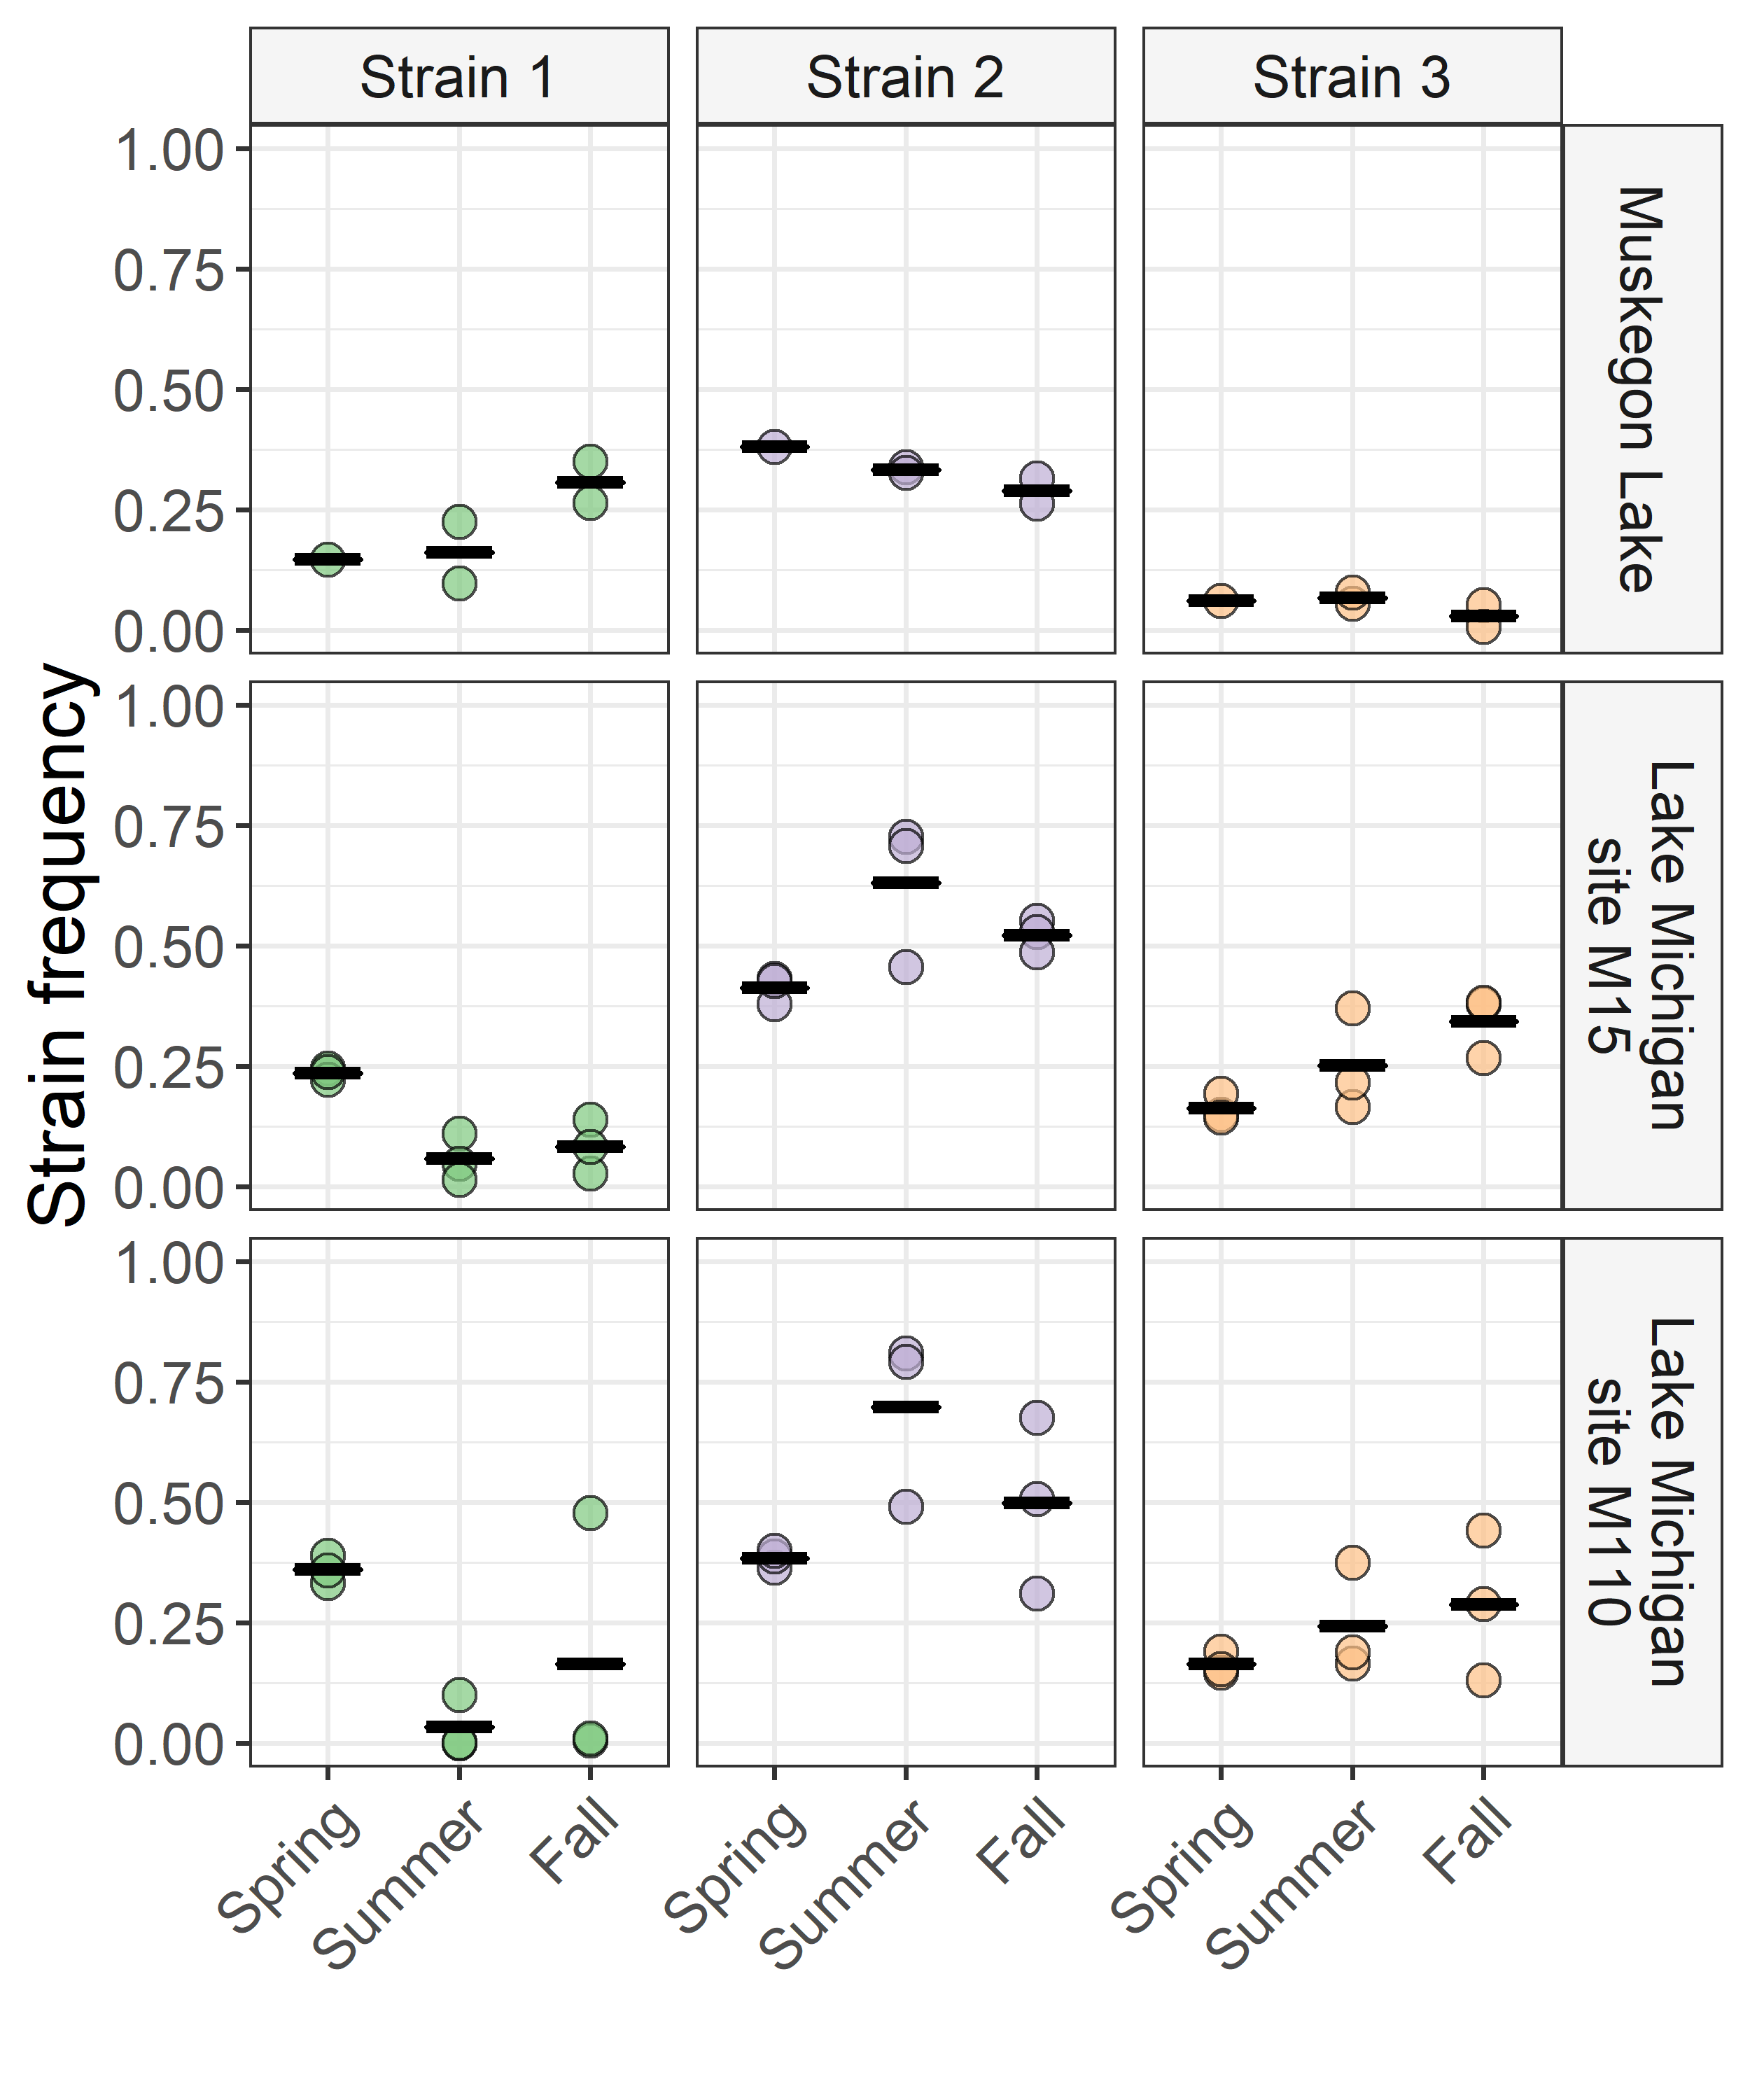 Strain 1
Strain 2
Strain 3
1.00
0.75
0.50
0.25
0.00
Muskegon Lake
1.00
0.75
0.50
0.25
0.00
Lake Michigan
site M15
1.00
0.75
0.50
0.25
0.00
Lake Michigan
site M110
Strain frequency
Spring
Summer
Fall
Spring
Summer
Fall
Spring
Summer
Fall